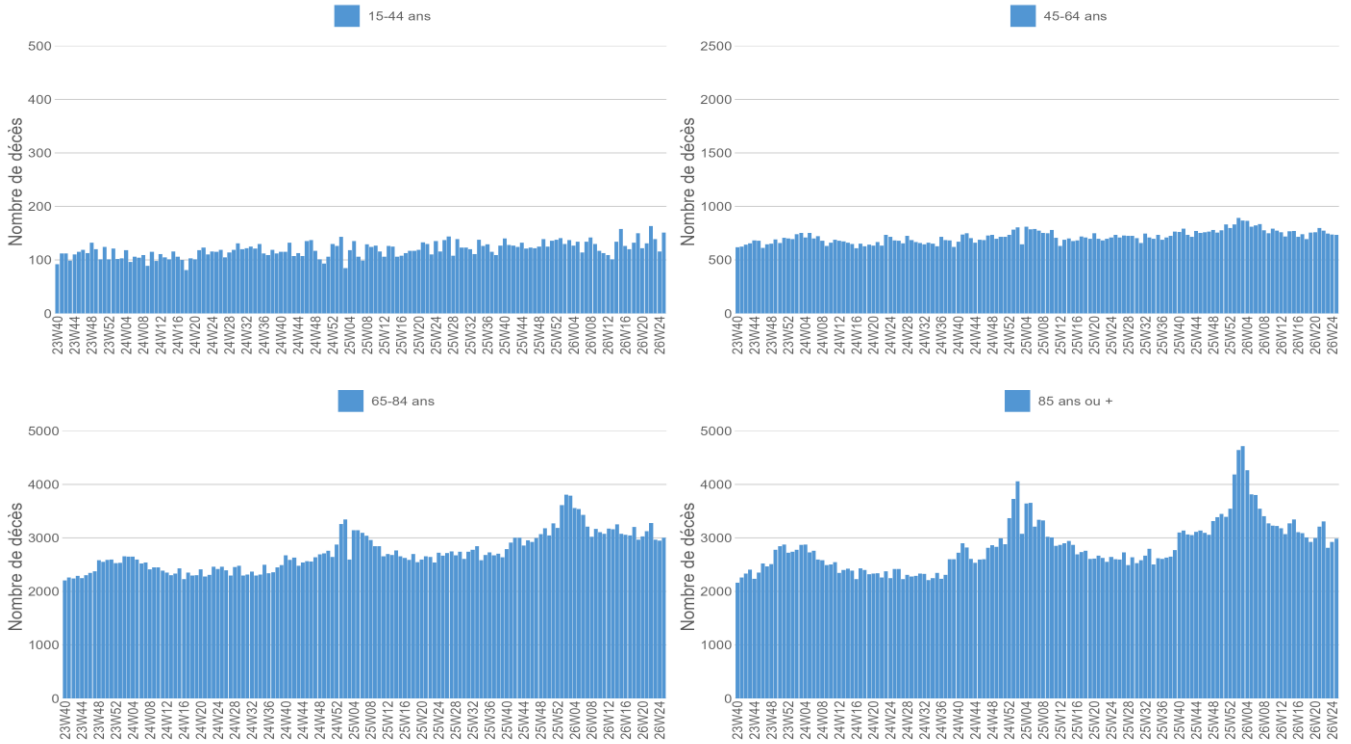 15-44 ans
Nombre de décès
500
400
300
200
100
0
23W40 23W44 23W48 23W52 24W04 24W08 24W12 24W16 24W20 24W24 24W28 24W32 24W36 24W40 24W44 24W48 24W52 25W04 25W08 25W12 25W16 25W20 25W24 25W28 25W32 25W36 25W40 25W44 25W48 25W52 26W04 26W08 26W12 26W16 26W20 26W24
45-64 ans
Nombre de décès
2500
2000
1500
1000
500
0
23W40 23W44 23W48 23W52 24W04 24W08 24W12 24W16 24W20 24W24 24W28 24W32 24W36 24W40 24W44 24W48 24W52 25W04 25W08 25W12 25W16 25W20 25W24 25W28 25W32 25W36 25W40 25W44 25W48 25W52 26W04 26W08 26W12 26W16 26W20 26W24
65-84 ans
Nombre de décès
5000
4000
3000
2000
1000
0
23W40 23W44 23W48 23W52 24W04 24W08 24W12 24W16 24W20 24W24 24W28 24W32 24W36 24W40 24W44 24W48 24W52 25W04 25W08 25W12 25W16 25W20 25W24 25W28 25W32 25W36 25W40 25W44 25W48 25W52 26W04 26W08 26W12 26W16 26W20 26W24
85 ans ou +
Nombre de décès
5000
4000
3000
2000
1000
0
23W40 23W44 23W48 23W52 24W04 24W08 24W12 24W16 24W20 24W24 24W28 24W32 24W36 24W40 24W44 24W48 24W52 25W04 25W08 25W12 25W16 25W20 25W24 25W28 25W32 25W36 25W40 25W44 25W48 25W52 26W04 26W08 26W12 26W16 26W20 26W24